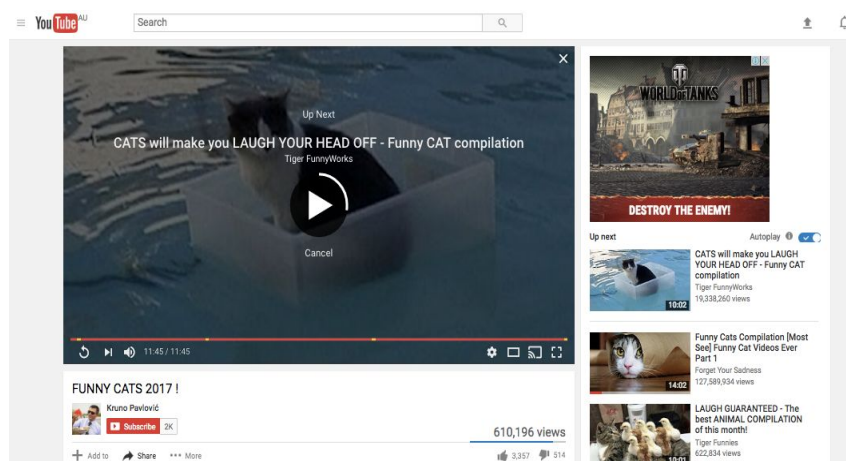 YouTube AU
Search
Up Next
CATS will make you LAUGH YOUR HEAD OFF - Funny CAT compilation
Tiger FunnyWorks
Cancel
11:45 / 11:45
FUNNY CATS 2017 !
Kruno Pavlović
Subscribe 2K
610,196 views
Add to Share More
3,357 514
WORLD OF TANKS
DESTROY THE ENEMY!
Up next Autoplay
CATS will make you LAUGH
YOUR HEAD OFF - Funny CAT
compilation
Tiger FunnyWorks
19,338,260 views
10:02
Funny Cats Compilation [Most
See] Funny Cat Videos Ever
Part 1
Forget Your Sadness
127,589,934 views
14:02
LAUGH GUARANTEED - The
best ANIMAL COMPILATION
of this month!
Tiger Funnies
622,834 views
10:01